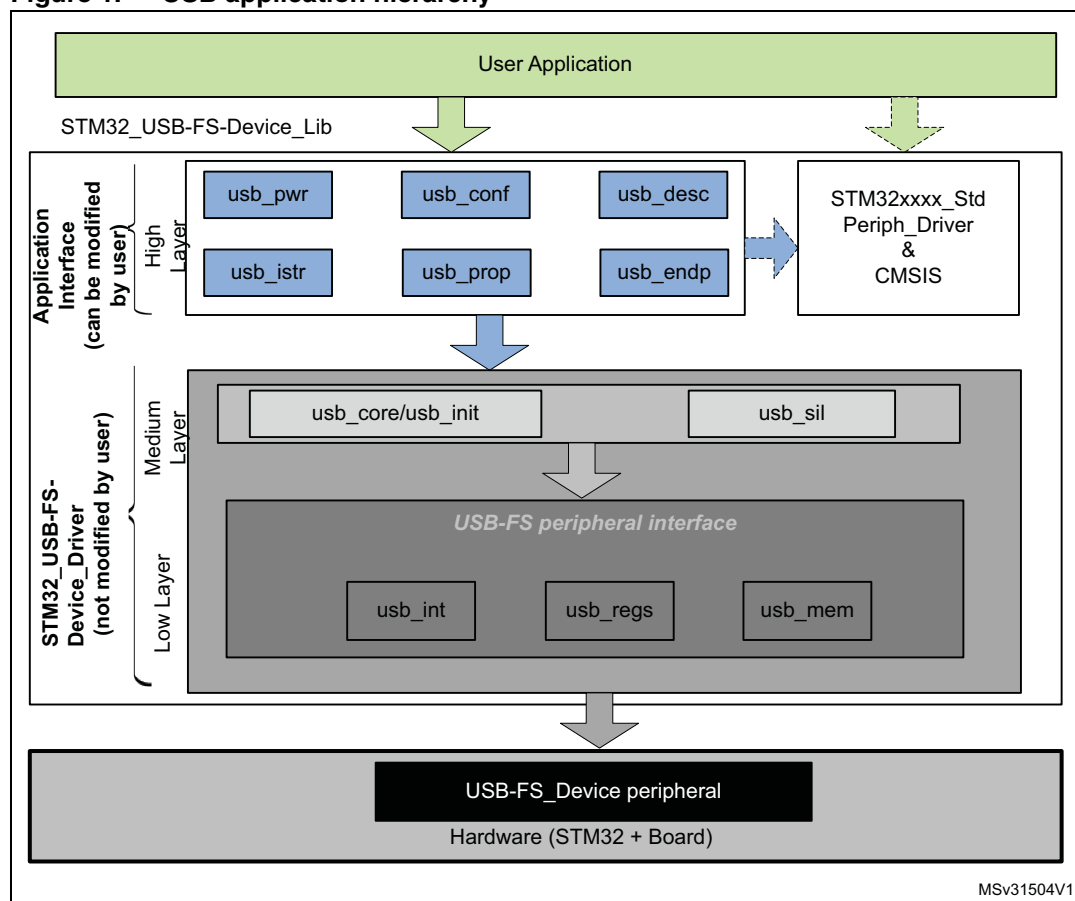 User Application
STM32_USB-FS-Device_Lib
Application
Interface
(can be modified
by user)
High
Layer
usb_pwr
usb_conf
usb_desc
usb_istr
usb_prop
usb_endp
STM32xxxx_Std
Periph_Driver
&
CMSIS
STM32_USB-FS-
Device_Driver
(not modified by user)
Medium
Layer
Low Layer
usb_core/usb_init
usb_sil
USB-FS peripheral interface
usb_int
usb_regs
usb_mem
USB-FS_Device peripheral
Hardware (STM32 + Board)
MSv31504V1